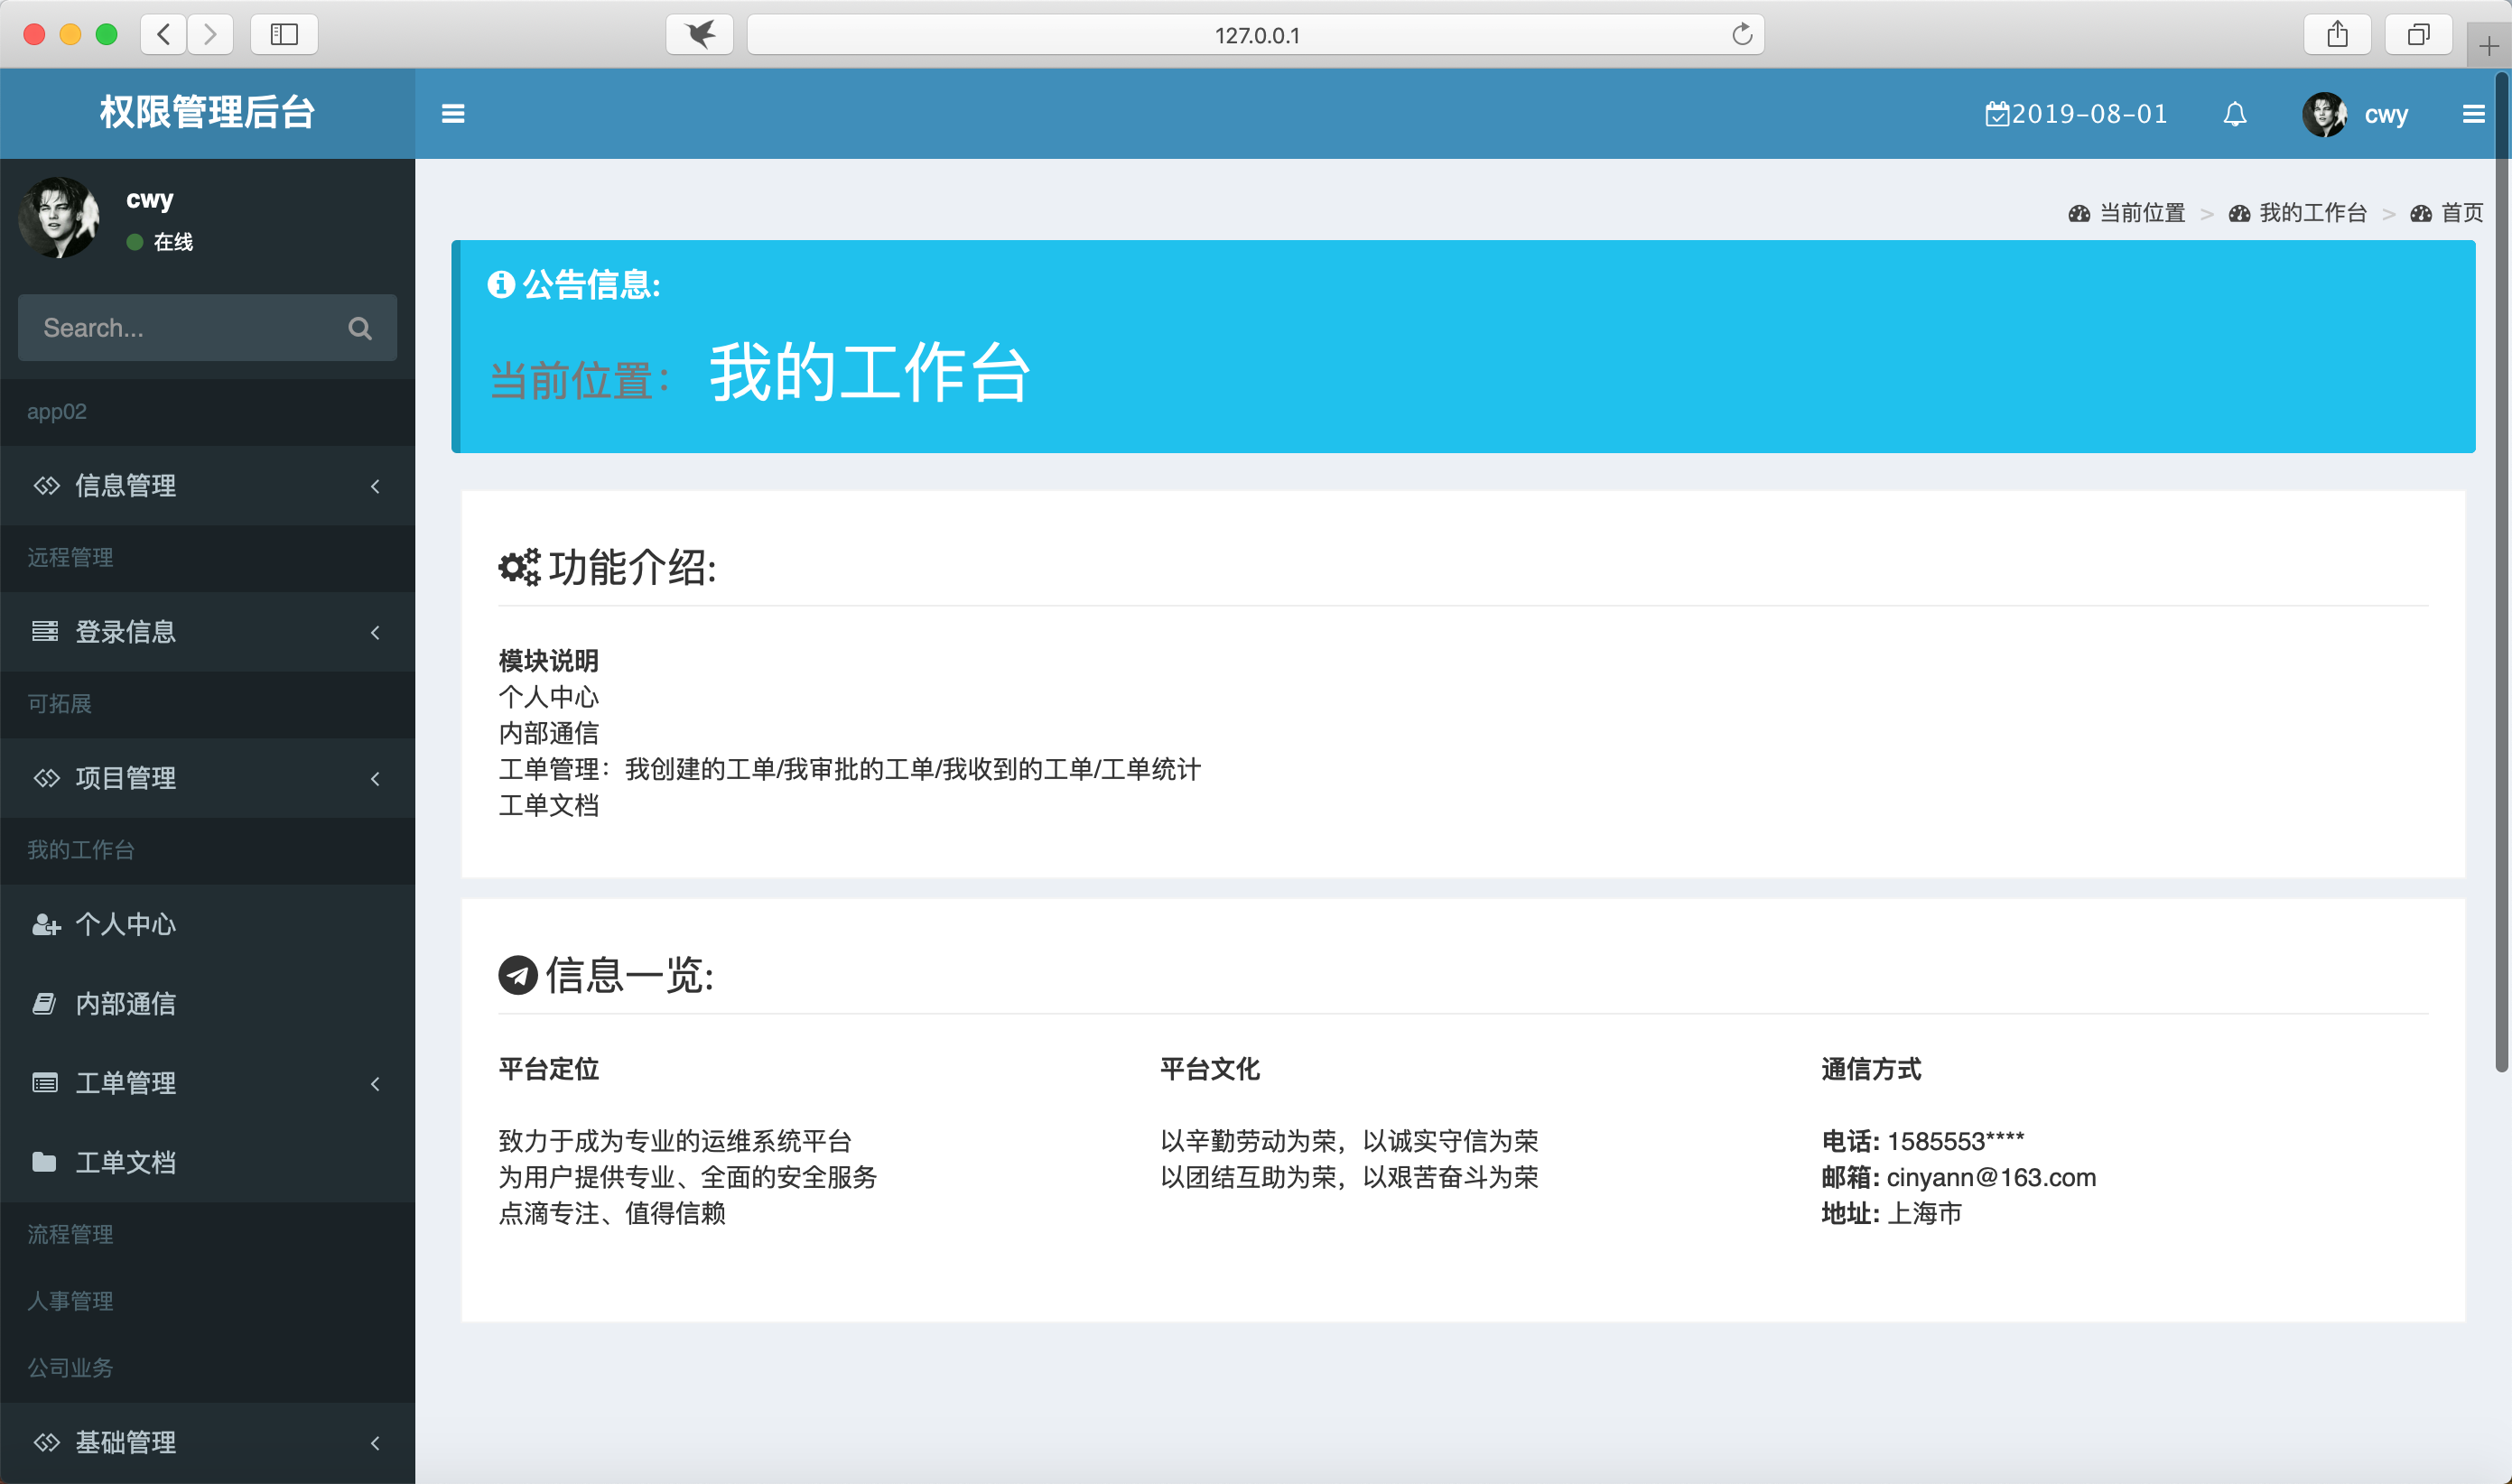 127.0.0.1
权限管理后台
2019-08-01
cwy
cwy
在线
Search...
app02
信息管理
远程管理
登录信息
可拓展
项目管理
我的工作台
个人中心
内部通信
工单管理
工单文档
流程管理
人事管理
公司业务
基础管理
当前位置 > 我的工作台 > 首页
公告信息:
当前位置： 我的工作台
功能介绍:
模块说明
个人中心
内部通信
工单管理：我创建的工单/我审批的工单/我收到的工单/工单统计
工单文档
信息一览:
平台定位
致力于成为专业的运维系统平台
为用户提供专业、全面的安全服务
点滴专注、值得信赖
平台文化
以辛勤劳动为荣，以诚实守信为荣
以团结互助为荣，以艰苦奋斗为荣
通信方式
电话: 1585553****
邮箱: cinyann@163.com
地址: 上海市